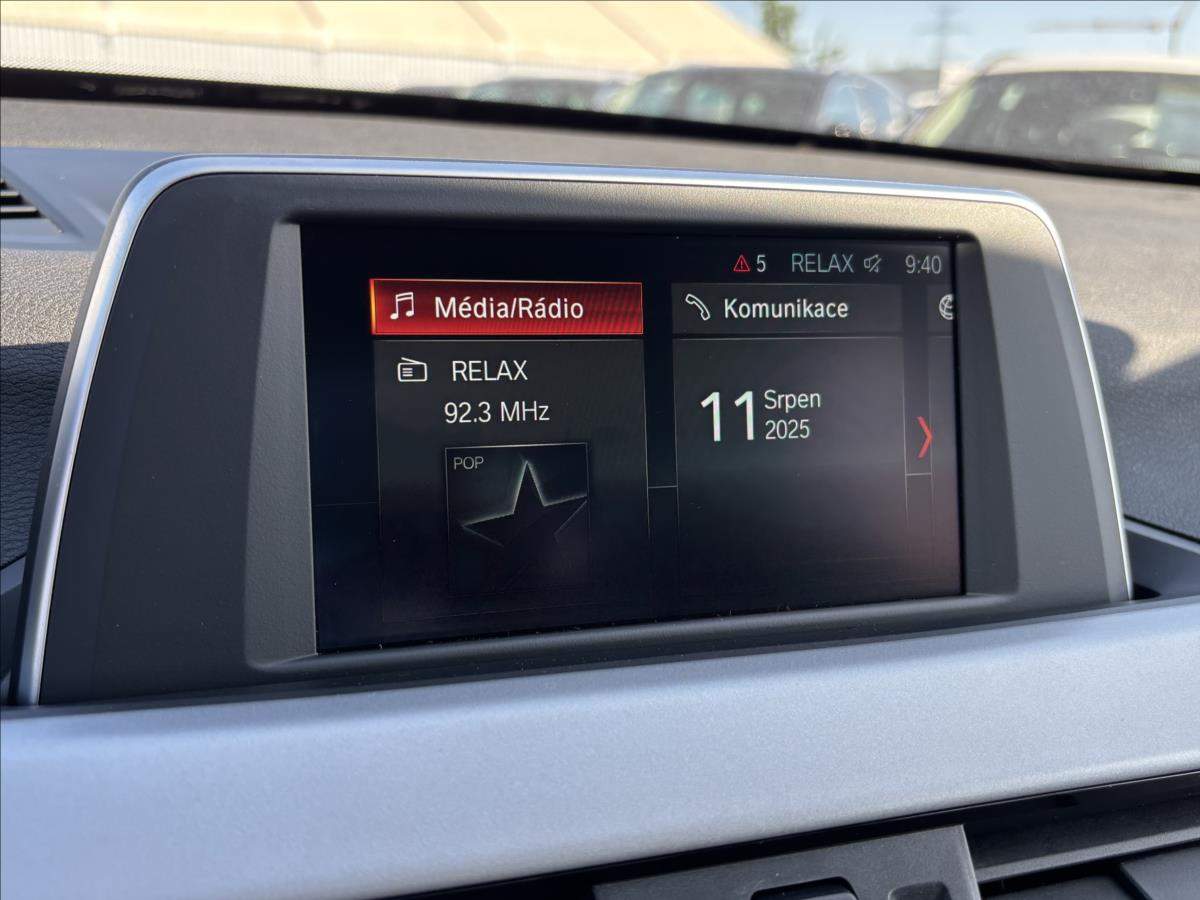 5 RELAX 9:40
Média/Rádio
Komunikace
RELAX
92.3 MHz
POP
11 Srpen
2025